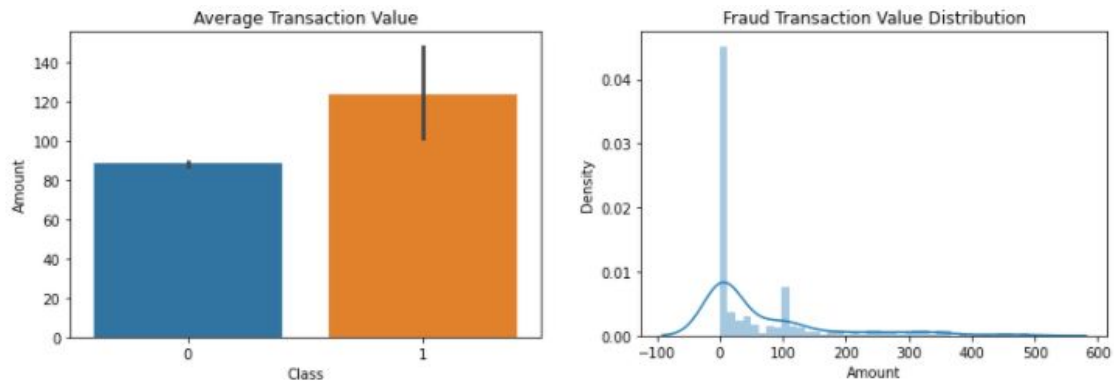 Average Transaction Value
140
120
100
80
60
40
20
0
Amount
0 1
Class
Fraud Transaction Value Distribution
0.04
0.03
0.02
0.01
0.00
Density
−100 0 100 200 300 400 500 600
Amount